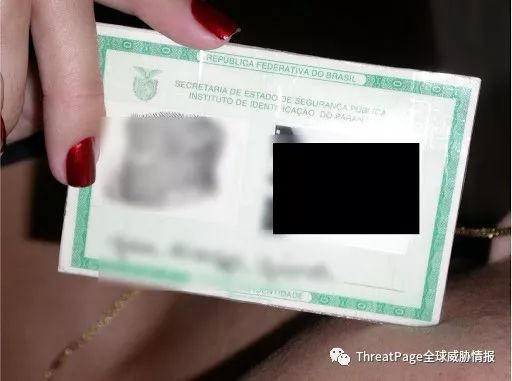 REPÚBLICA FEDERATIVA DO BRASIL
SECRETARIA DE ESTADO DE SEGURANÇA PÚBLICA
INSTITUTO DE IDENTIFICAÇÃO DO PARANÁ
IDENTIDADE
ThreatPage全球威胁情报